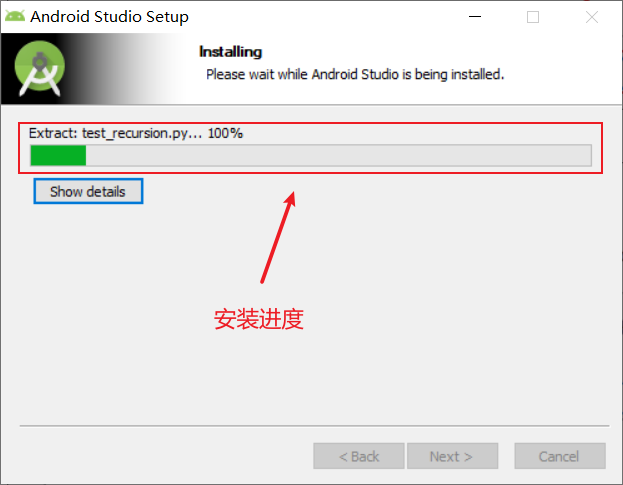 Android Studio Setup
Installing
Please wait while Android Studio is being installed.
Extract: test_recursion.py... 100%
Show details
安装进度
< Back
Next >
Cancel